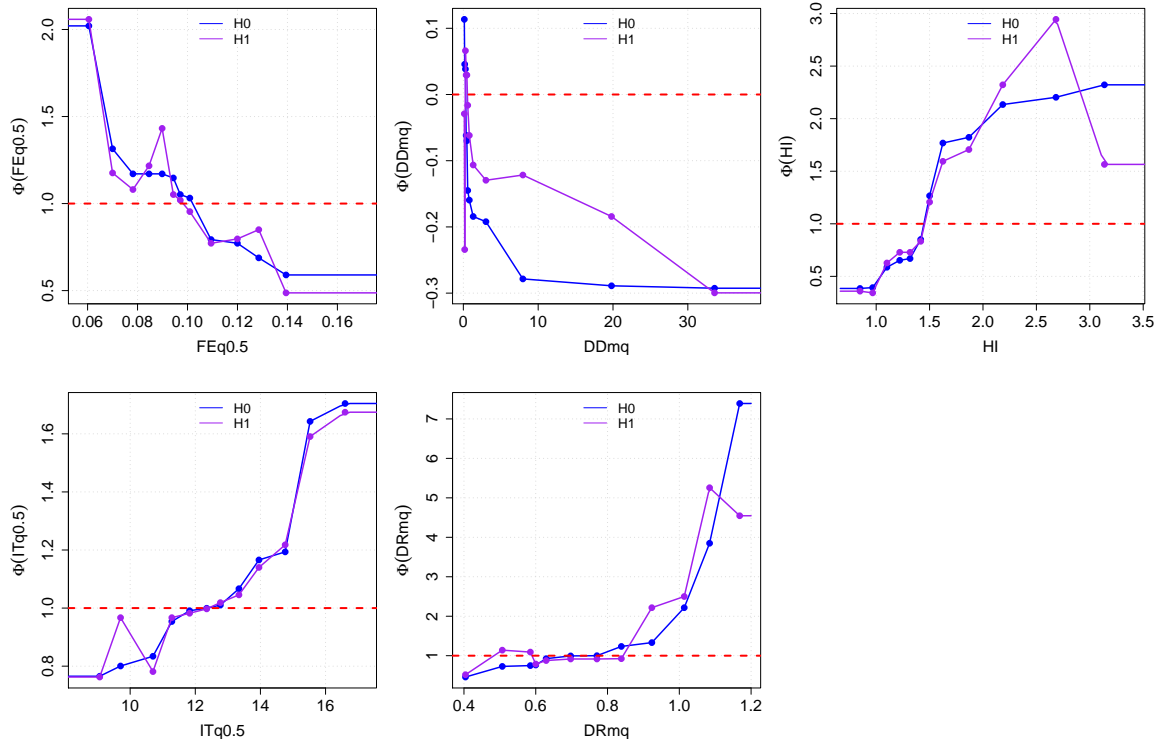 H0
H1
Φ(FEq0.5)
2.0
1.5
1.0
0.5
0.06 0.08 0.10 0.12 0.14 0.16
FEq0.5
H0
H1
Φ(DDmq)
0.1
0.0
−0.1
−0.2
−0.3
0 10 20 30
DDmq
H0
H1
Φ(HI)
3.0
2.5
2.0
1.5
1.0
0.5
1.0 1.5 2.0 2.5 3.0 3.5
HI
H0
H1
Φ(ITq0.5)
1.6
1.4
1.2
1.0
0.8
10 12 14 16
ITq0.5
H0
H1
Φ(DRmq)
7
6
5
4
3
2
1
0.4 0.6 0.8 1.0 1.2
DRmq